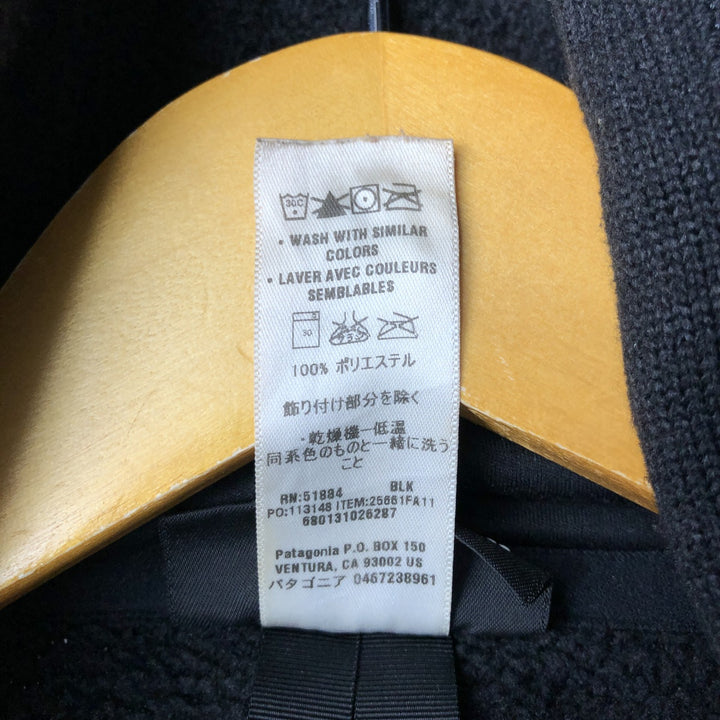 30C
• WASH WITH SIMILAR
COLORS
• LAVER AVEC COULEURS
SEMBLABLES
30
100% ポリエステル
飾り付け部分を除く
・乾燥機ー低温
同系色のものと一緒に洗う
こと
RN:51884 BLK
PO:113148 ITEM:25661FA11
680131026287
Patagonia P.O. BOX 150
VENTURA, CA 93002 US
パタゴニア 0467238961